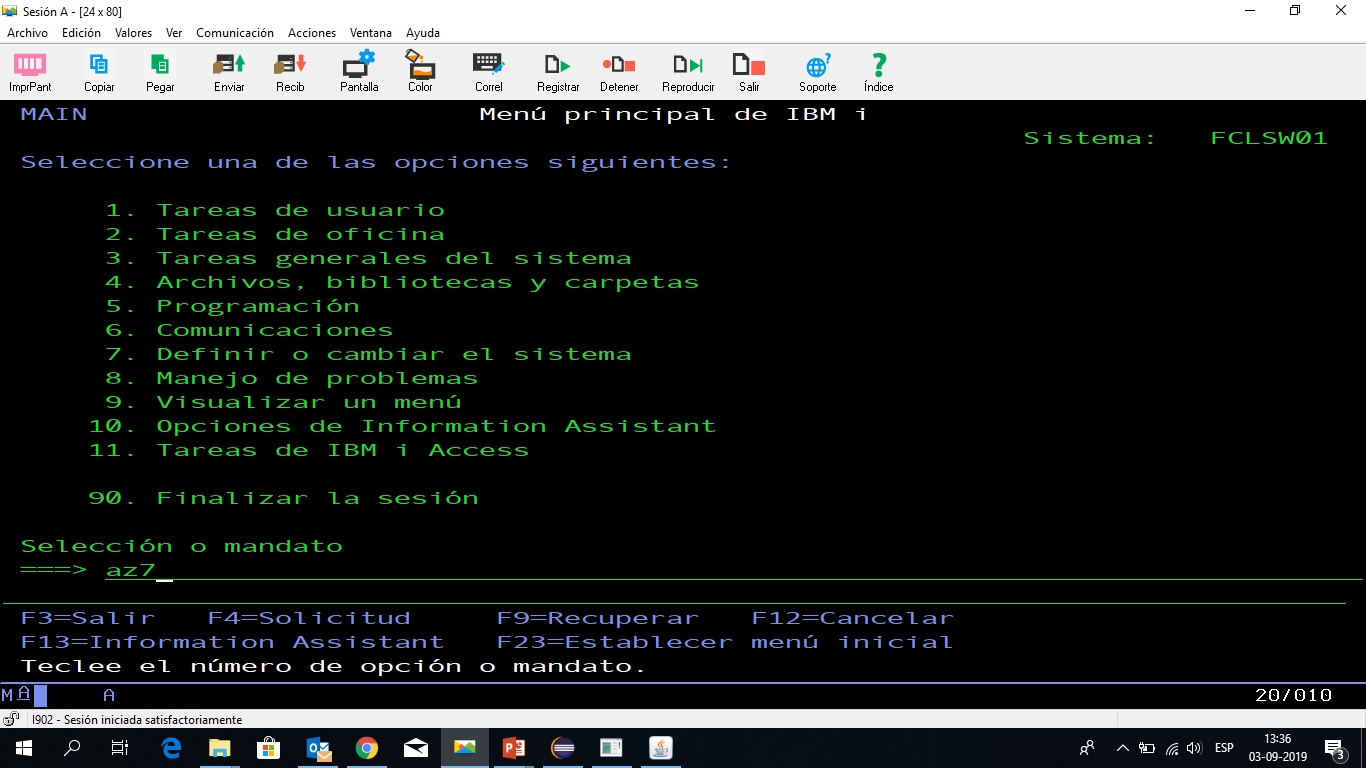 Sesión A - [24 x 80]
Archivo Edición Valores Ver Comunicación Acciones Ventana Ayuda
ImprPant Copiar Pegar Enviar Recib Pantalla Color Correl Registrar Detener Reproducir Salir Soporte Índice
MAIN Menú principal de IBM i
Sistema: FCLSW01
Seleccione una de las opciones siguientes:
1. Tareas de usuario
2. Tareas de oficina
3. Tareas generales del sistema
4. Archivos, bibliotecas y carpetas
5. Programación
6. Comunicaciones
7. Definir o cambiar el sistema
8. Manejo de problemas
9. Visualizar un menú
10. Opciones de Information Assistant
11. Tareas de IBM i Access
90. Finalizar la sesión
Selección o mandato
===> az7_
F3=Salir F4=Solicitud F9=Recuperar F12=Cancelar
F13=Information Assistant F23=Establecer menú inicial
Teclee el número de opción o mandato.
M A A 20/010
I902 - Sesión iniciada satisfactoriamente
ESP 13:36
03-09-2019 3